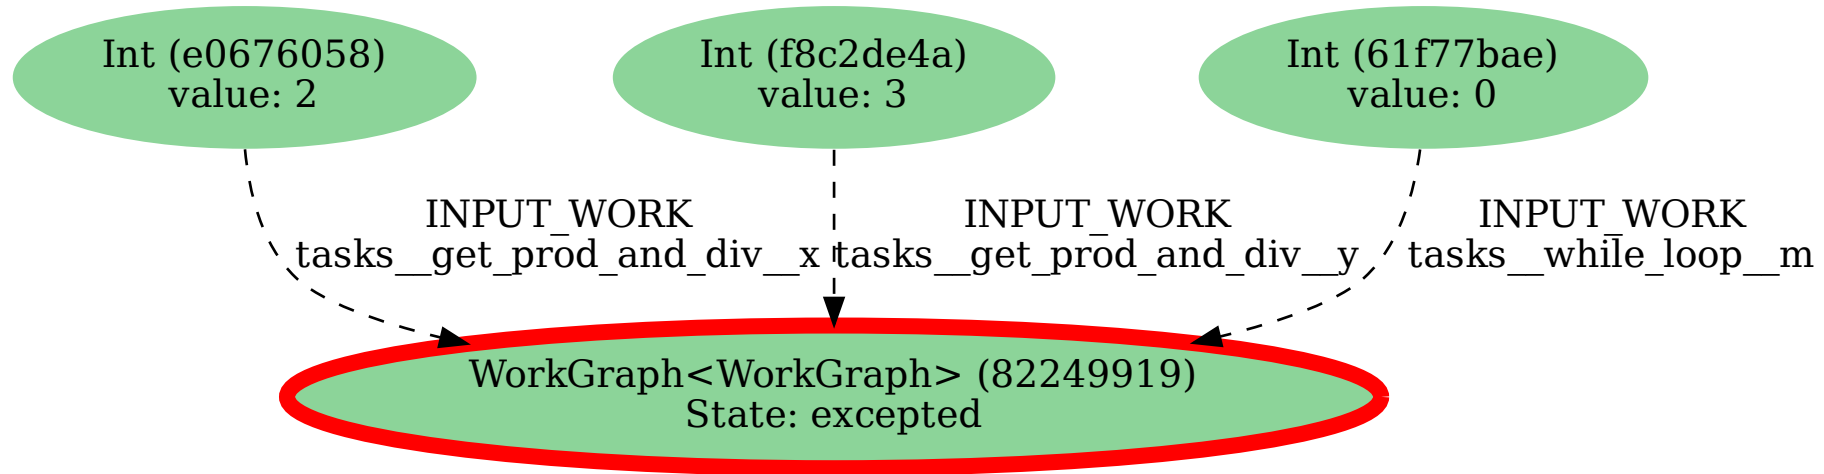 Int (e0676058)
value: 2
Int (f8c2de4a)
value: 3
Int (61f77bae)
value: 0
INPUT_WORK
tasks__get_prod_and_div__x
INPUT_WORK
tasks__get_prod_and_div__y
INPUT_WORK
tasks__while_loop__m
WorkGraph<WorkGraph> (82249919)
State: excepted